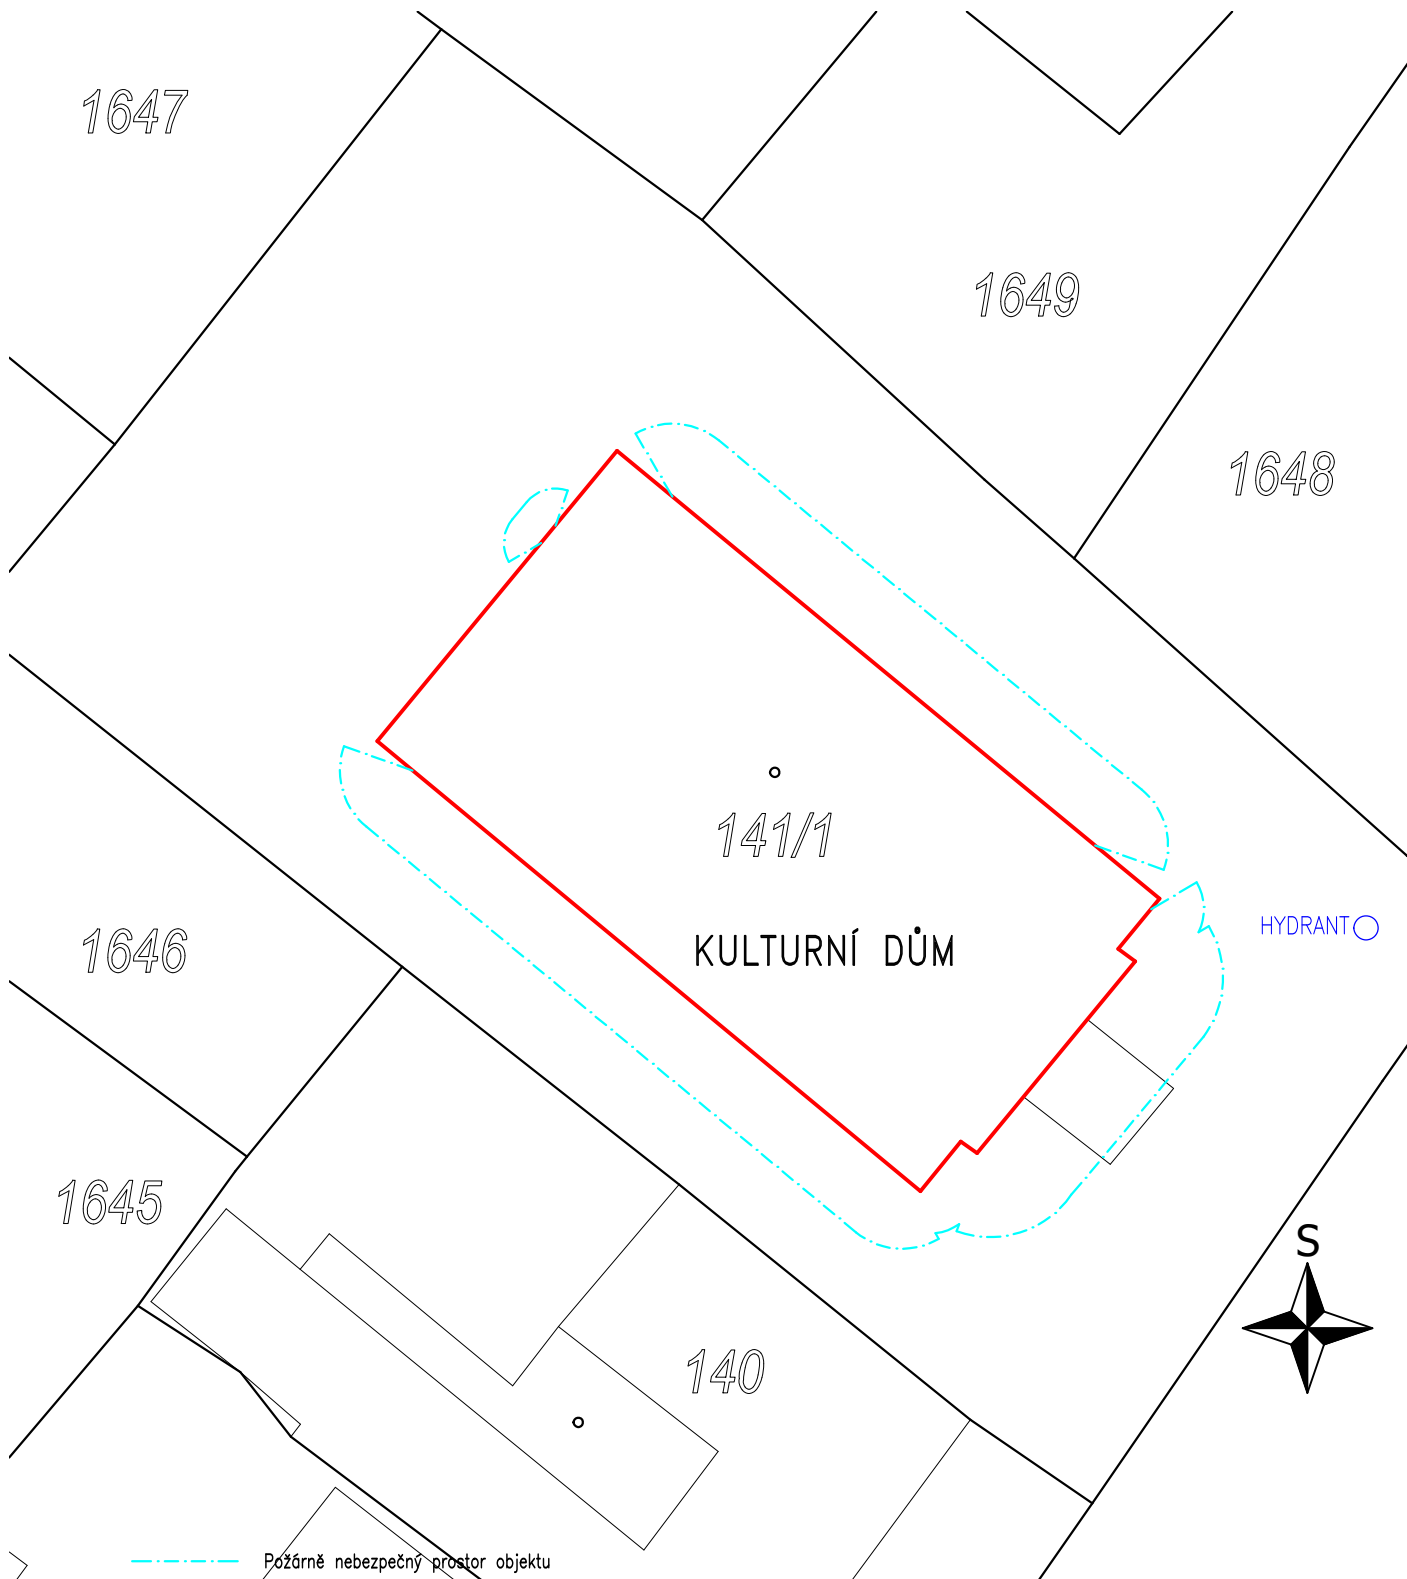 1647
1649
1648
141/1
HYDRANT
KULTURNÍ DŮM
1646
1645
S
140
Požárně nebezpečný prostor objektu